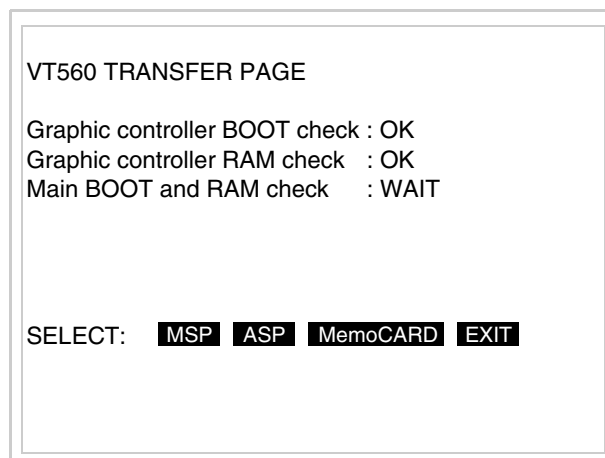 VT560 TRANSFER PAGE
Graphic controller BOOT check : OK
Graphic controller RAM check : OK
Main BOOT and RAM check : WAIT
SELECT: MSP ASP MemoCARD EXIT